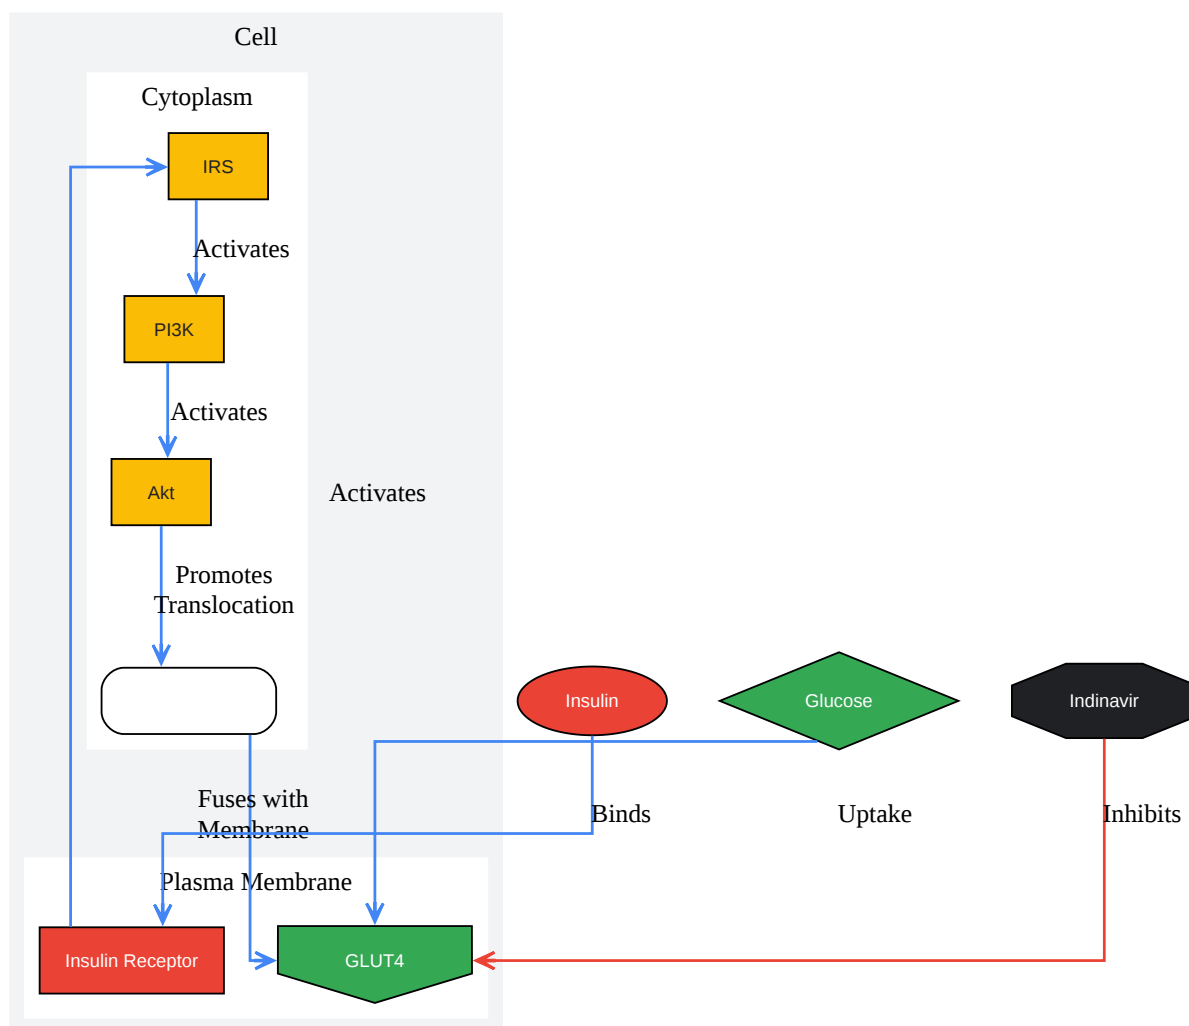 Cell
Cytoplasm
IRS
Activates
PI3K
Activates
Akt
Activates
Promotes
Translocation
Insulin
Glucose
Indinavir
Fuses with
Membrane
Binds
Uptake
Inhibits
Plasma Membrane
Insulin Receptor
GLUT4